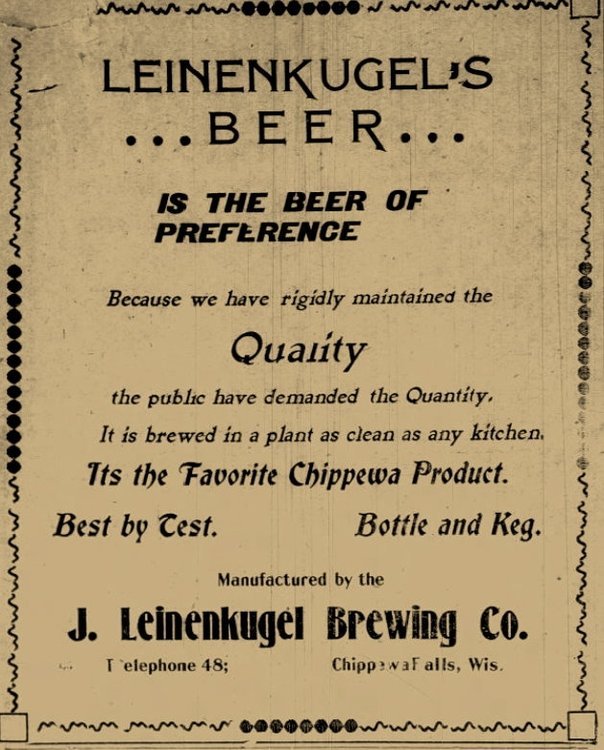 LEINENKUGEL'S
...BEER...
IS THE BEER OF
PREFERENCE
Because we have rigidly maintained the
Quality
the public have demanded the Quantity.
It is brewed in a plant as clean as any kitchen.
Its the Favorite Chippewa Product.
Best by Test. Bottle and Keg.
Manufactured by the
J. Leinenkugel Brewing Co.
Telephone 48; Chippewa Falls, Wis.